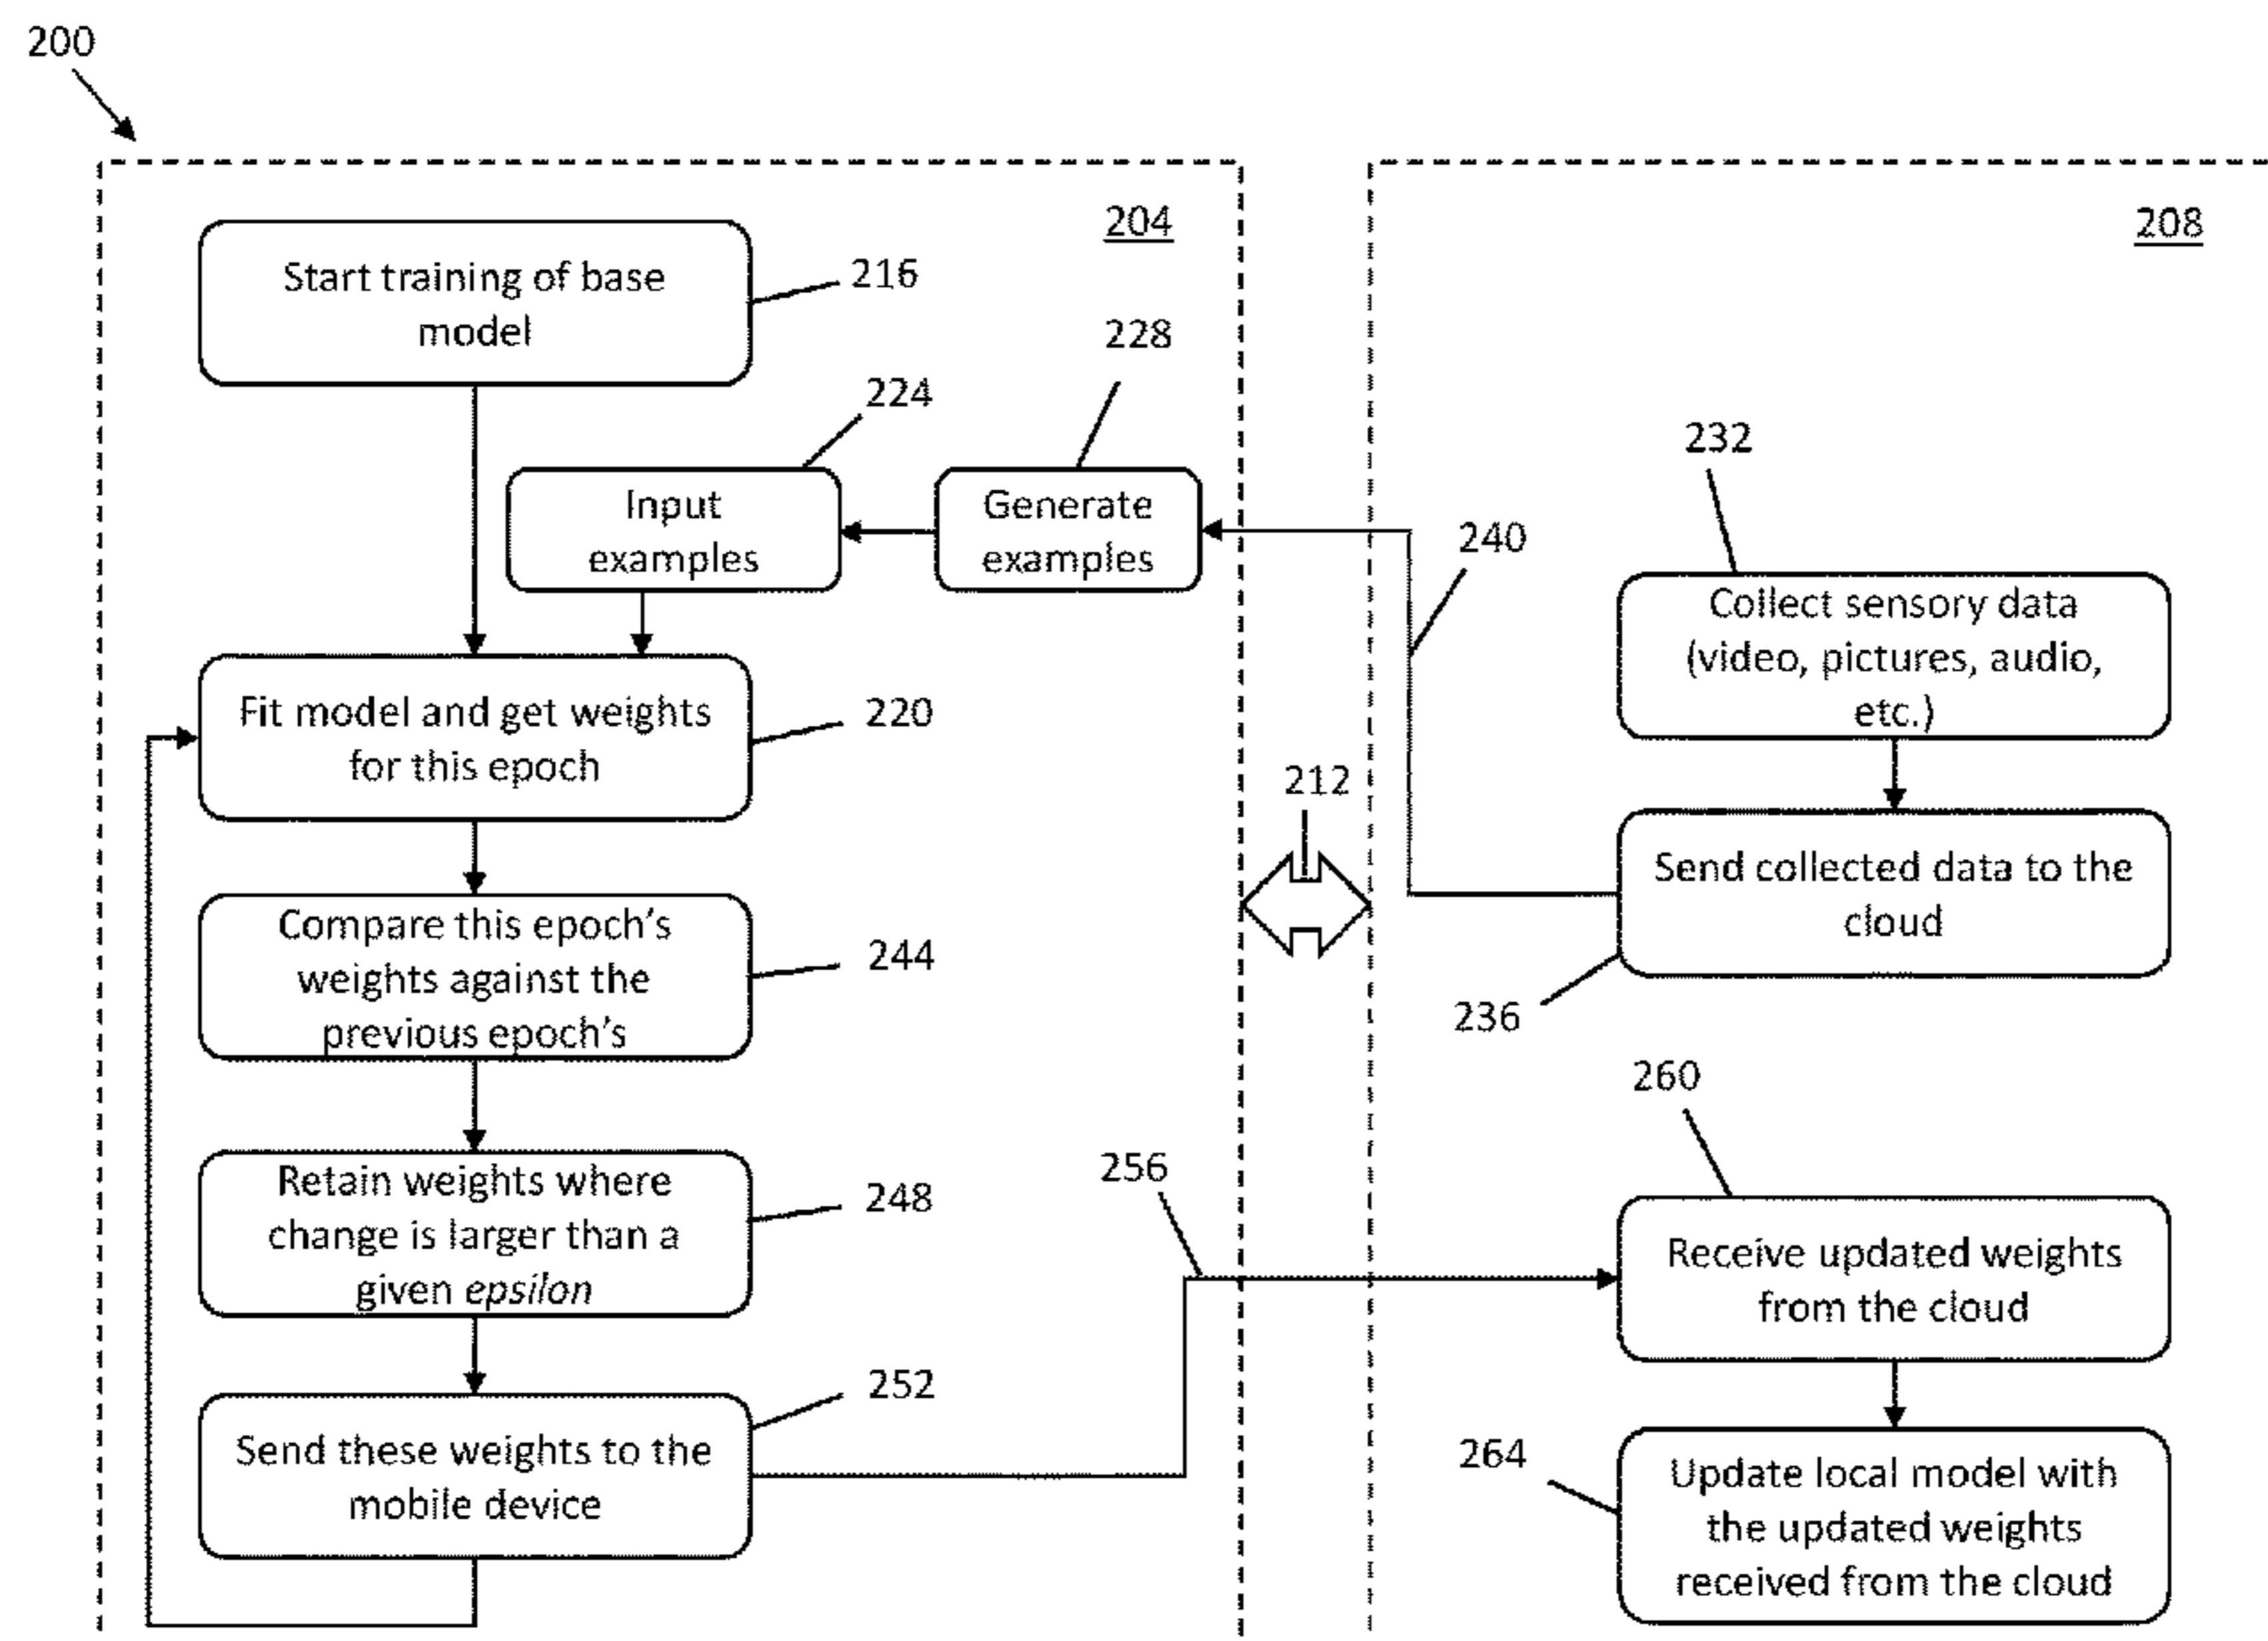 200
204
208
Start training of base
model
216
228
224
232
Input
examples
Generate
examples
240
Collect sensory data
(video, pictures, audio,
etc.)
Fit model and get weights
for this epoch
220
212
Send collected data to the
cloud
236
Compare this epoch's
weights against the
previous epoch's
244
260
256
Retain weights where
change is larger than a
given epsilon
248
Receive updated weights
from the cloud
252
Send these weights to the
mobile device
264
Update local model with
the updated weights
received from the cloud